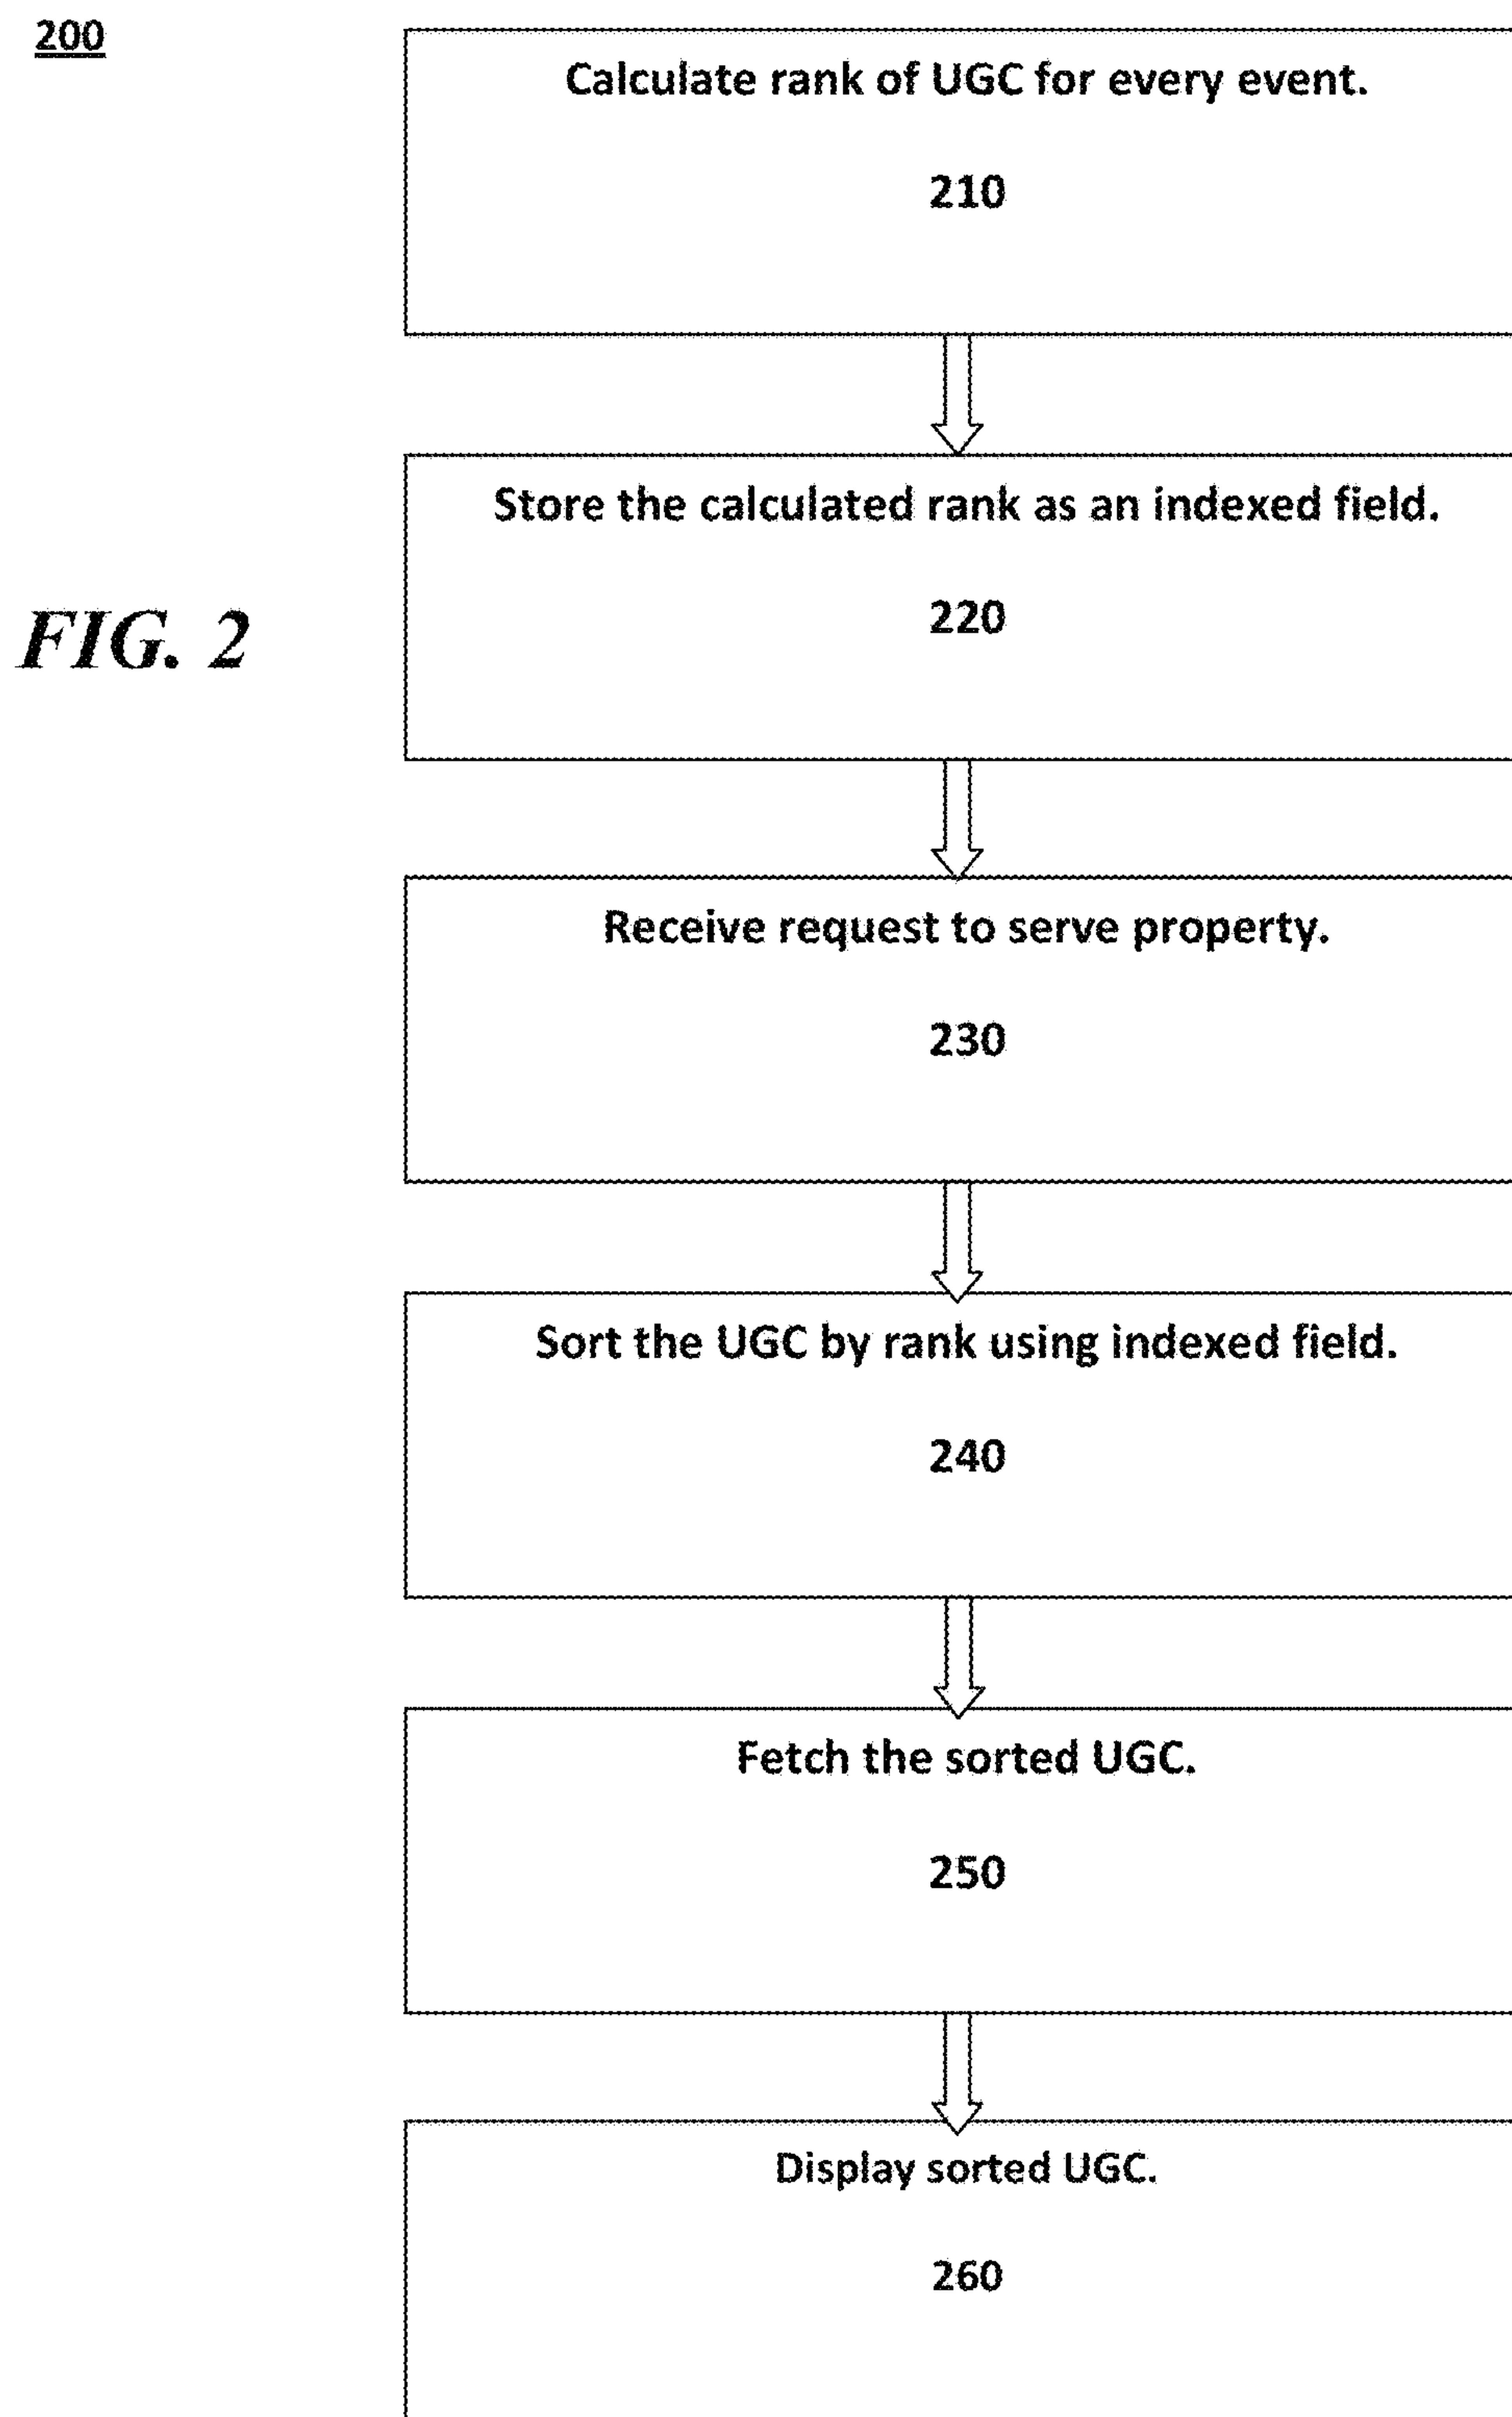 200
Calculate rank of UGC for every event.
210
Store the calculated rank as an indexed field.
220
FIG. 2
Receive request to serve property.
230
Sort the UGC by rank using indexed field.
240
Fetch the sorted UGC.
250
Display sorted UGC.
260